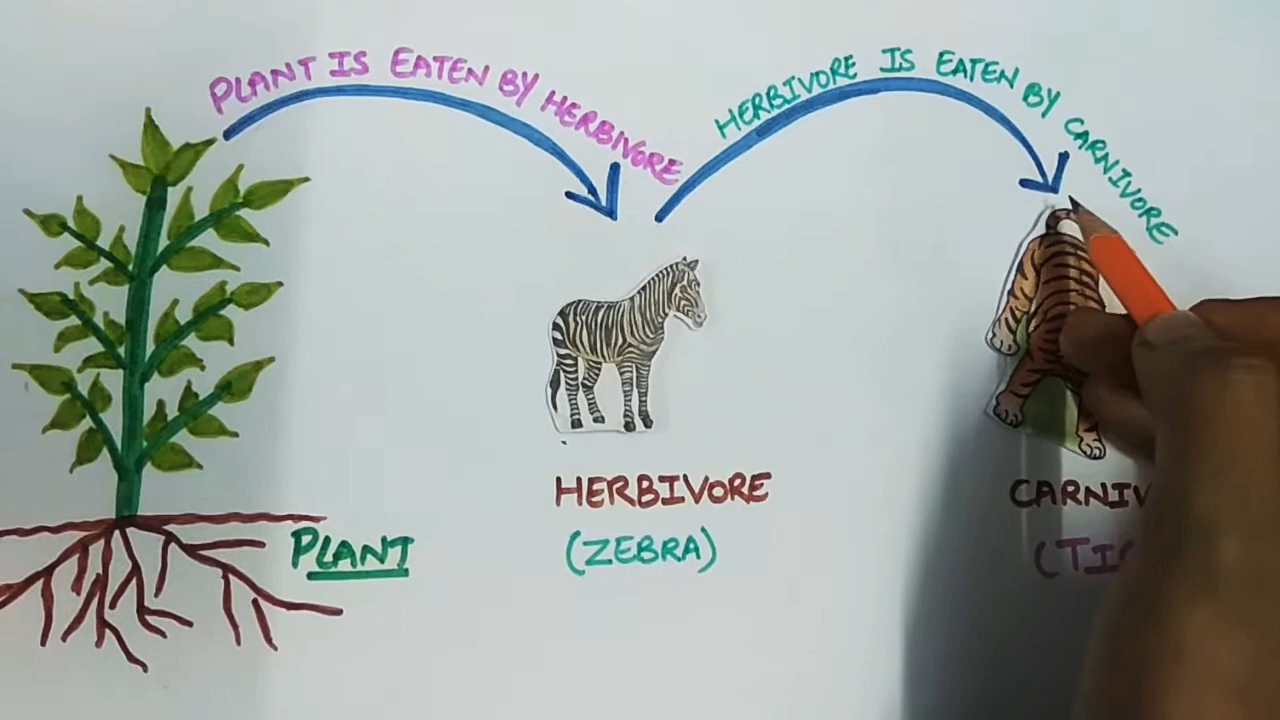 PLANT IS EATEN BY HERBIVORE
HERBIVORE IS EATEN BY CARNIVORE
PLANT
HERBIVORE
(ZEBRA)